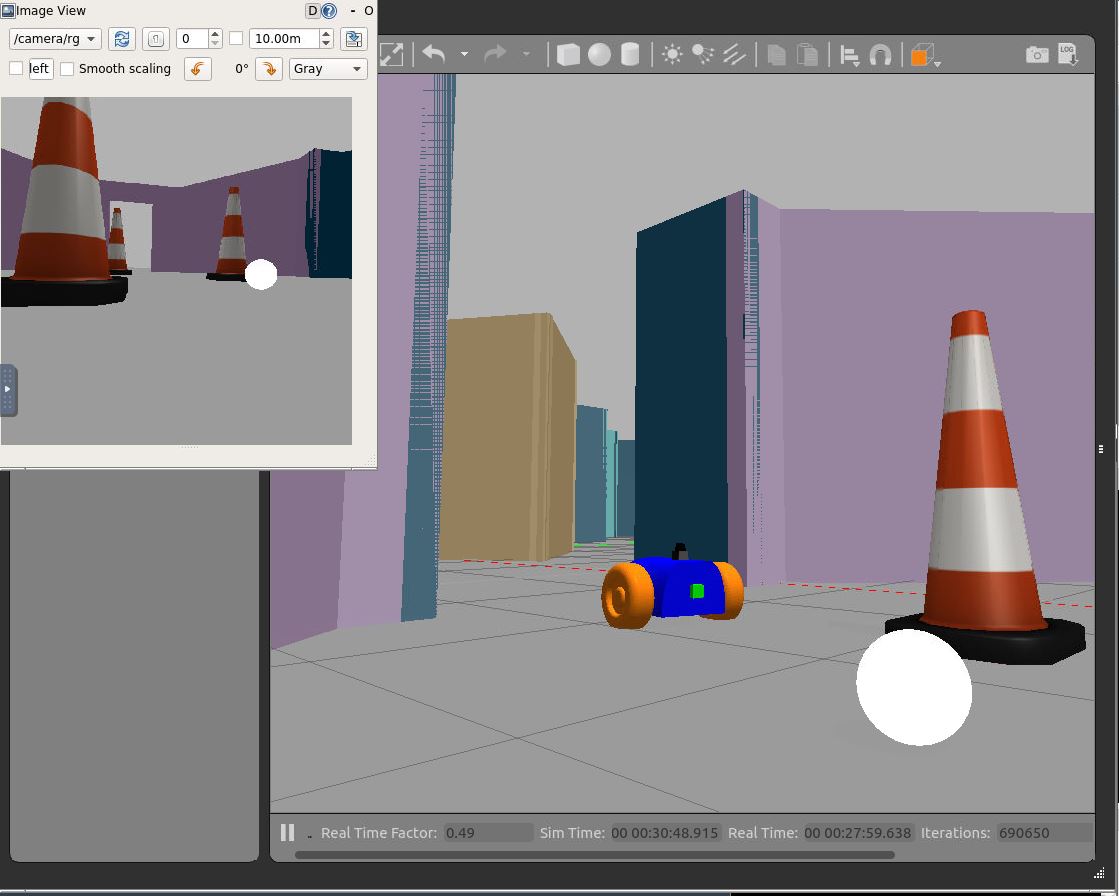 Image View
D
- O
/camera/rg
0
10.00m
left
Smooth scaling
0°
Gray
LOG
Real Time Factor: 0.49 Sim Time: 00 00:30:48.915 Real Time: 00 00:27:59.638 Iterations: 690650